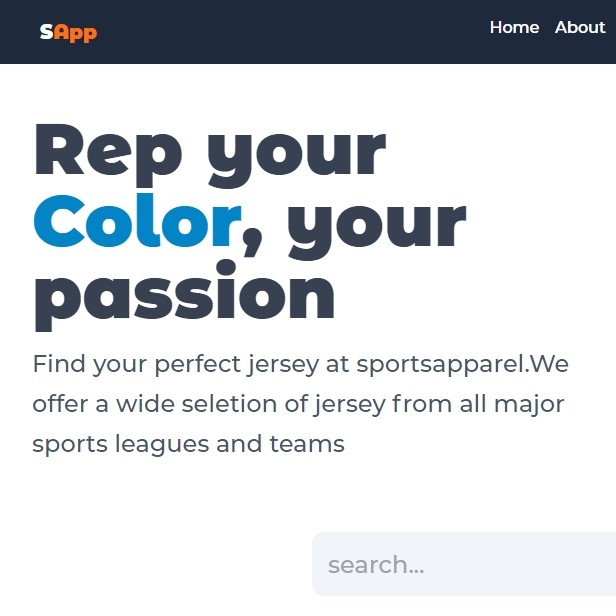 SApp
Home About
Rep your
Color, your
passion
Find your perfect jersey at sportsapparel.We
offer a wide seletion of jersey from all major
sports leagues and teams
search...